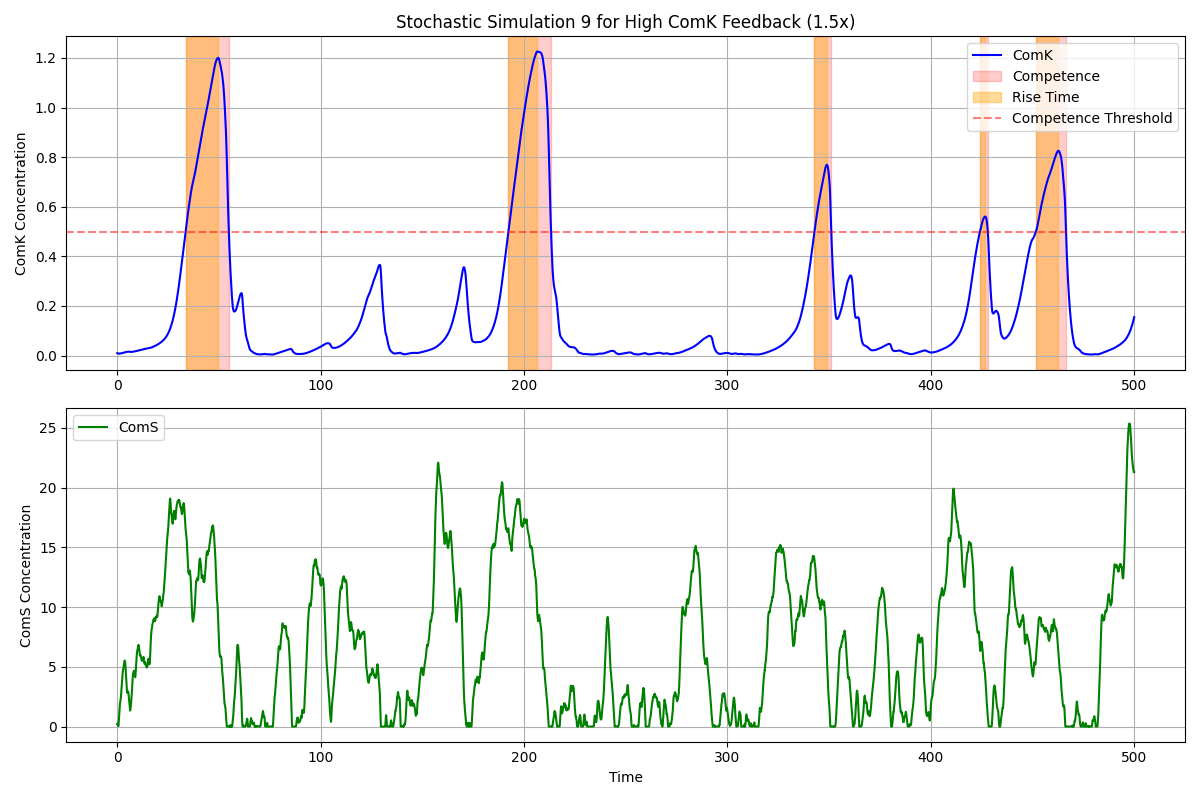 Stochastic Simulation 9 for High ComK Feedback (1.5x)
ComK Concentration
1.2
1.0
0.8
0.6
0.4
0.2
0.0
ComK
Competence
Rise Time
Competence Threshold
0 100 200 300 400 500
ComS Concentration
25
20
15
10
5
0
ComS
0 100 200 300 400 500
Time